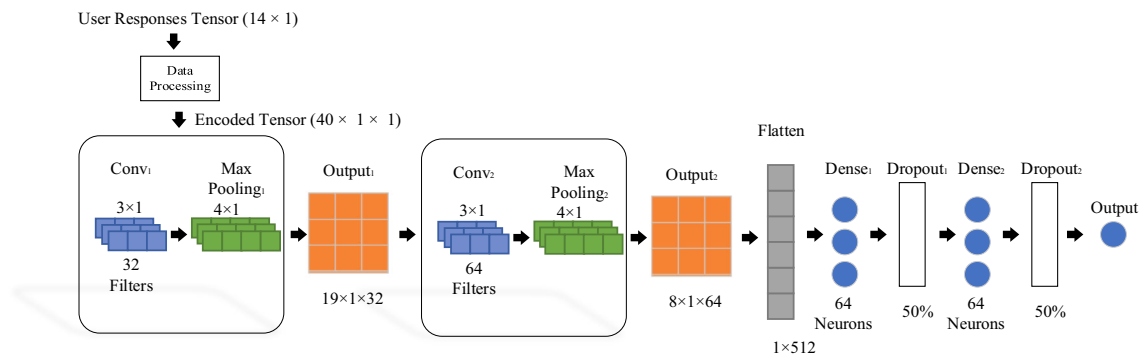 User Responses Tensor (14 × 1)
Data
Processing
Encoded Tensor (40 × 1 × 1)
Conv₁
3×1
32
Filters
Max
Pooling₁
4×1
Output₁
19×1×32
Conv₂
3×1
64
Filters
Max
Pooling₂
4×1
Output₂
8×1×64
Flatten
1×512
Dense₁
64
Neurons
Dropout₁
50%
Dense₂
64
Neurons
Dropout₂
50%
Output